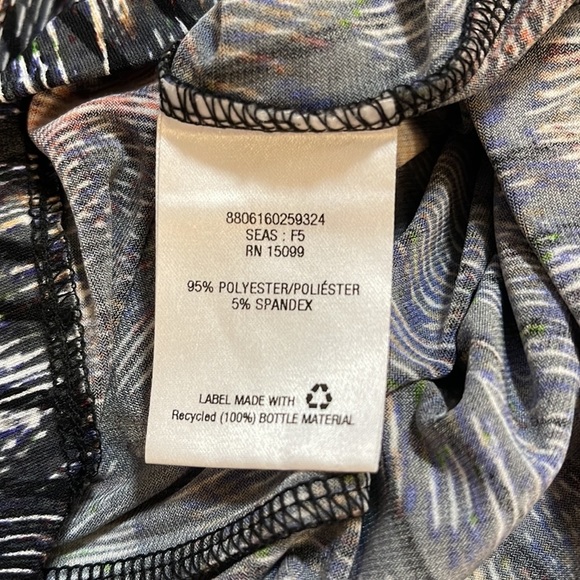 8806160259324
SEAS : F5
RN 15099
95% POLYESTER/POLIÉSTER
5% SPANDEX
LABEL MADE WITH
Recycled (100%) BOTTLE MATERIAL